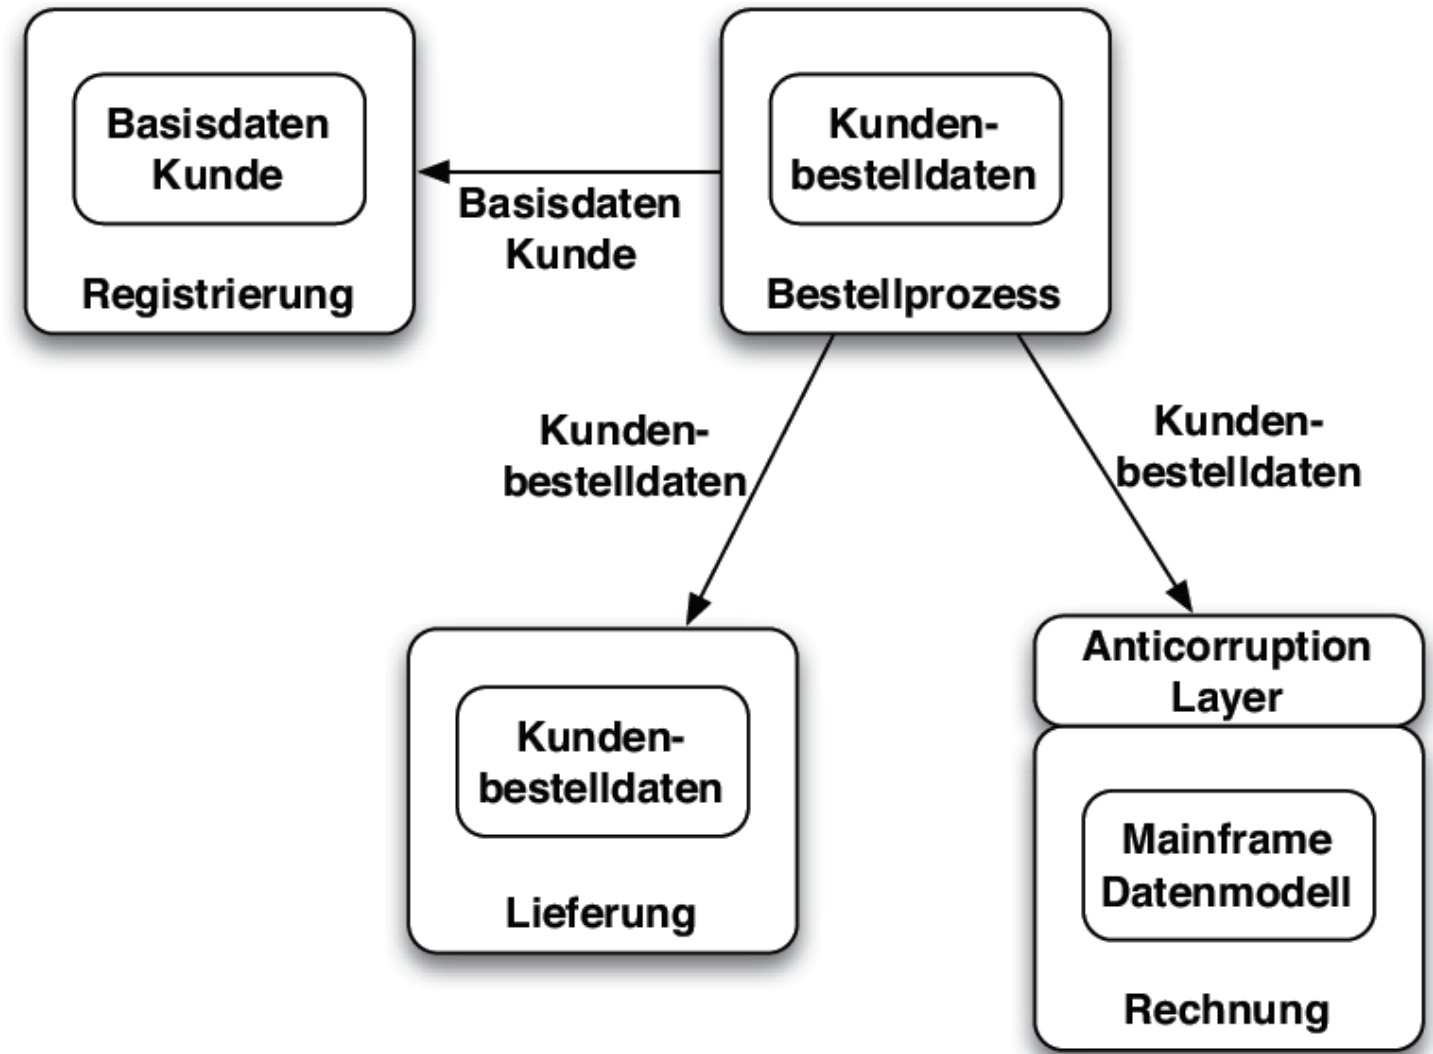 Basisdaten
Kunde
Registrierung
Basisdaten
Kunde
Kunden-
bestelldaten
Bestellprozess
Kunden-
bestelldaten
Kunden-
bestelldaten
Kunden-
bestelldaten
Lieferung
Anticorruption
Layer
Mainframe
Datenmodell
Rechnung